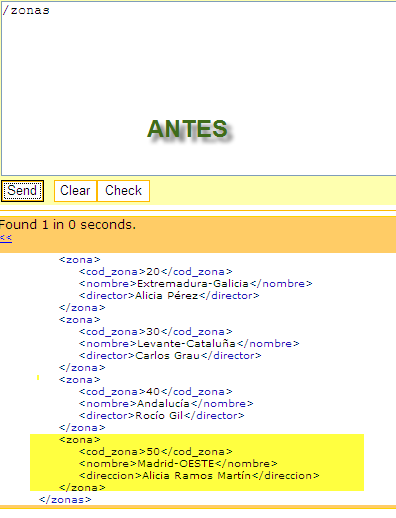 /zonas
ANTES
Send Clear Check
Found 1 in 0 seconds.
<<
<zona>
<cod_zona>20</cod_zona>
<nombre>Extremadura-Galicia</nombre>
<director>Alicia Pérez</director>
</zona>
<zona>
<cod_zona>30</cod_zona>
<nombre>Levante-Cataluña</nombre>
<director>Carlos Grau</director>
</zona>
<zona>
<cod_zona>40</cod_zona>
<nombre>Andalucía</nombre>
<director>Rocío Gil</director>
</zona>
<zona>
<cod_zona>50</cod_zona>
<nombre>Madrid-OESTE</nombre>
<direccion>Alicia Ramos Martín</direccion>
</zona>
</zonas>